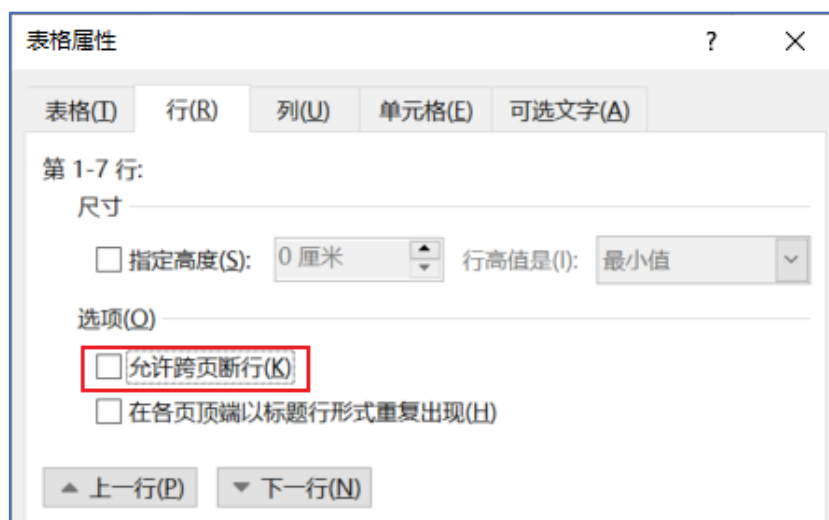 表格属性 ?
表格(T) 行(R) 列(U) 单元格(E) 可选文字(A)
第 1-7 行:
尺寸
指定高度(S): 0 厘米 行高值是(I): 最小值
选项(O)
允许跨页断行(K)
在各页顶端以标题行形式重复出现(H)
上一行(P) 下一行(N)